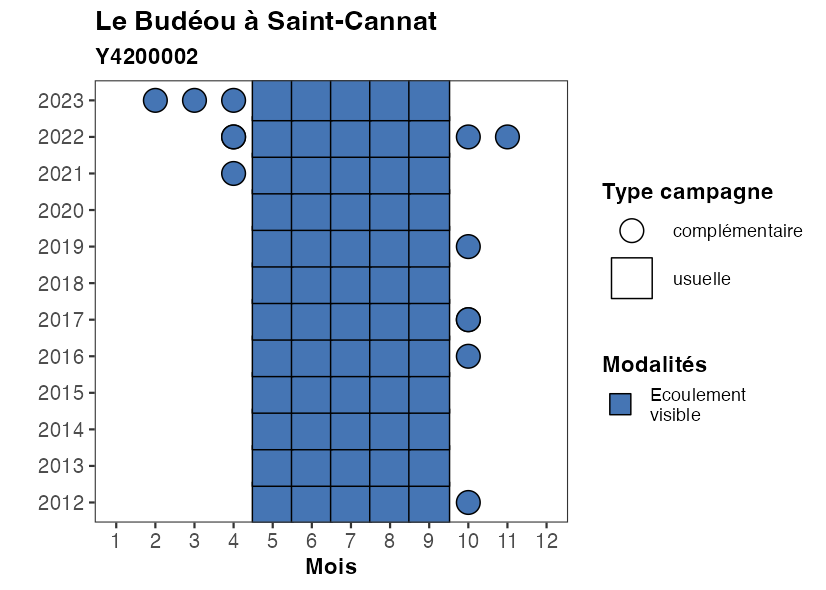 Le Budéou à Saint-Cannat
Y4200002
2023
2022
2021
2020
2019
2018
2017
2016
2015
2014
2013
2012
1 2 3 4 5 6 7 8 9 10 11 12
Mois
Type campagne
complémentaire
usuelle
Modalités
Ecoulement
visible